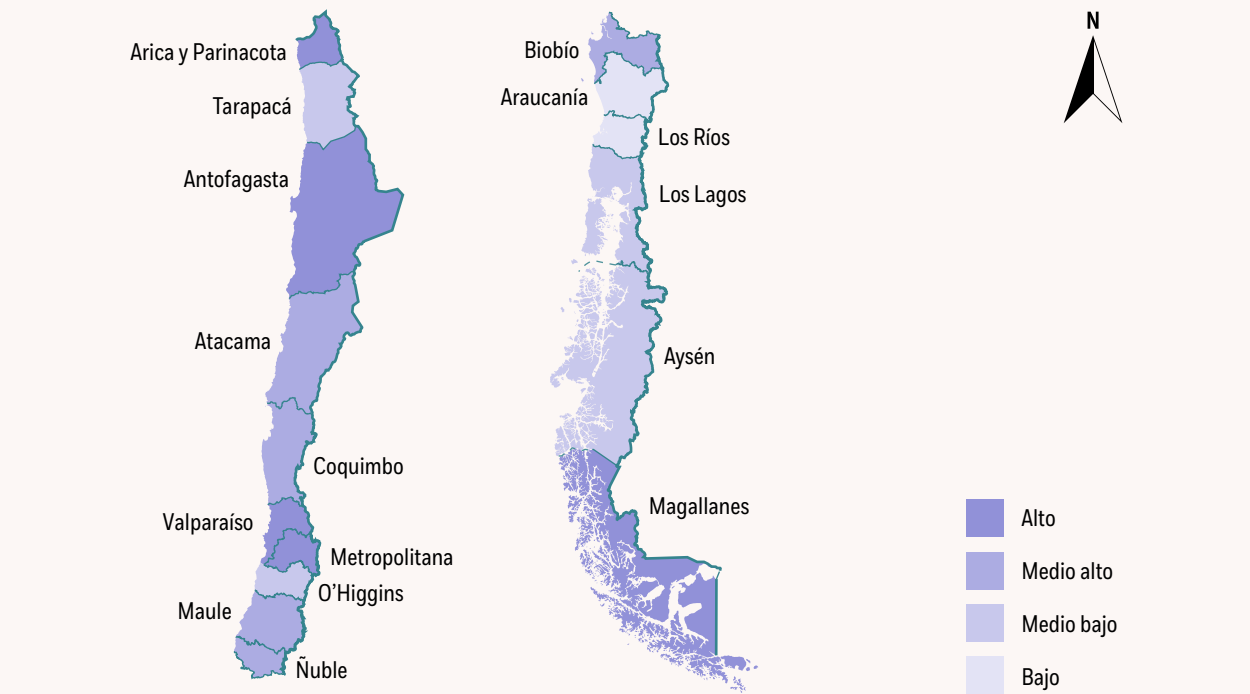 Arica y Parinacota
Tarapacá
Antofagasta
Atacama
Coquimbo
Valparaíso
Metropolitana
O’Higgins
Maule
Ñuble
Biobío
Araucanía
Los Ríos
Los Lagos
Aysén
Magallanes
N
Alto
Medio alto
Medio bajo
Bajo